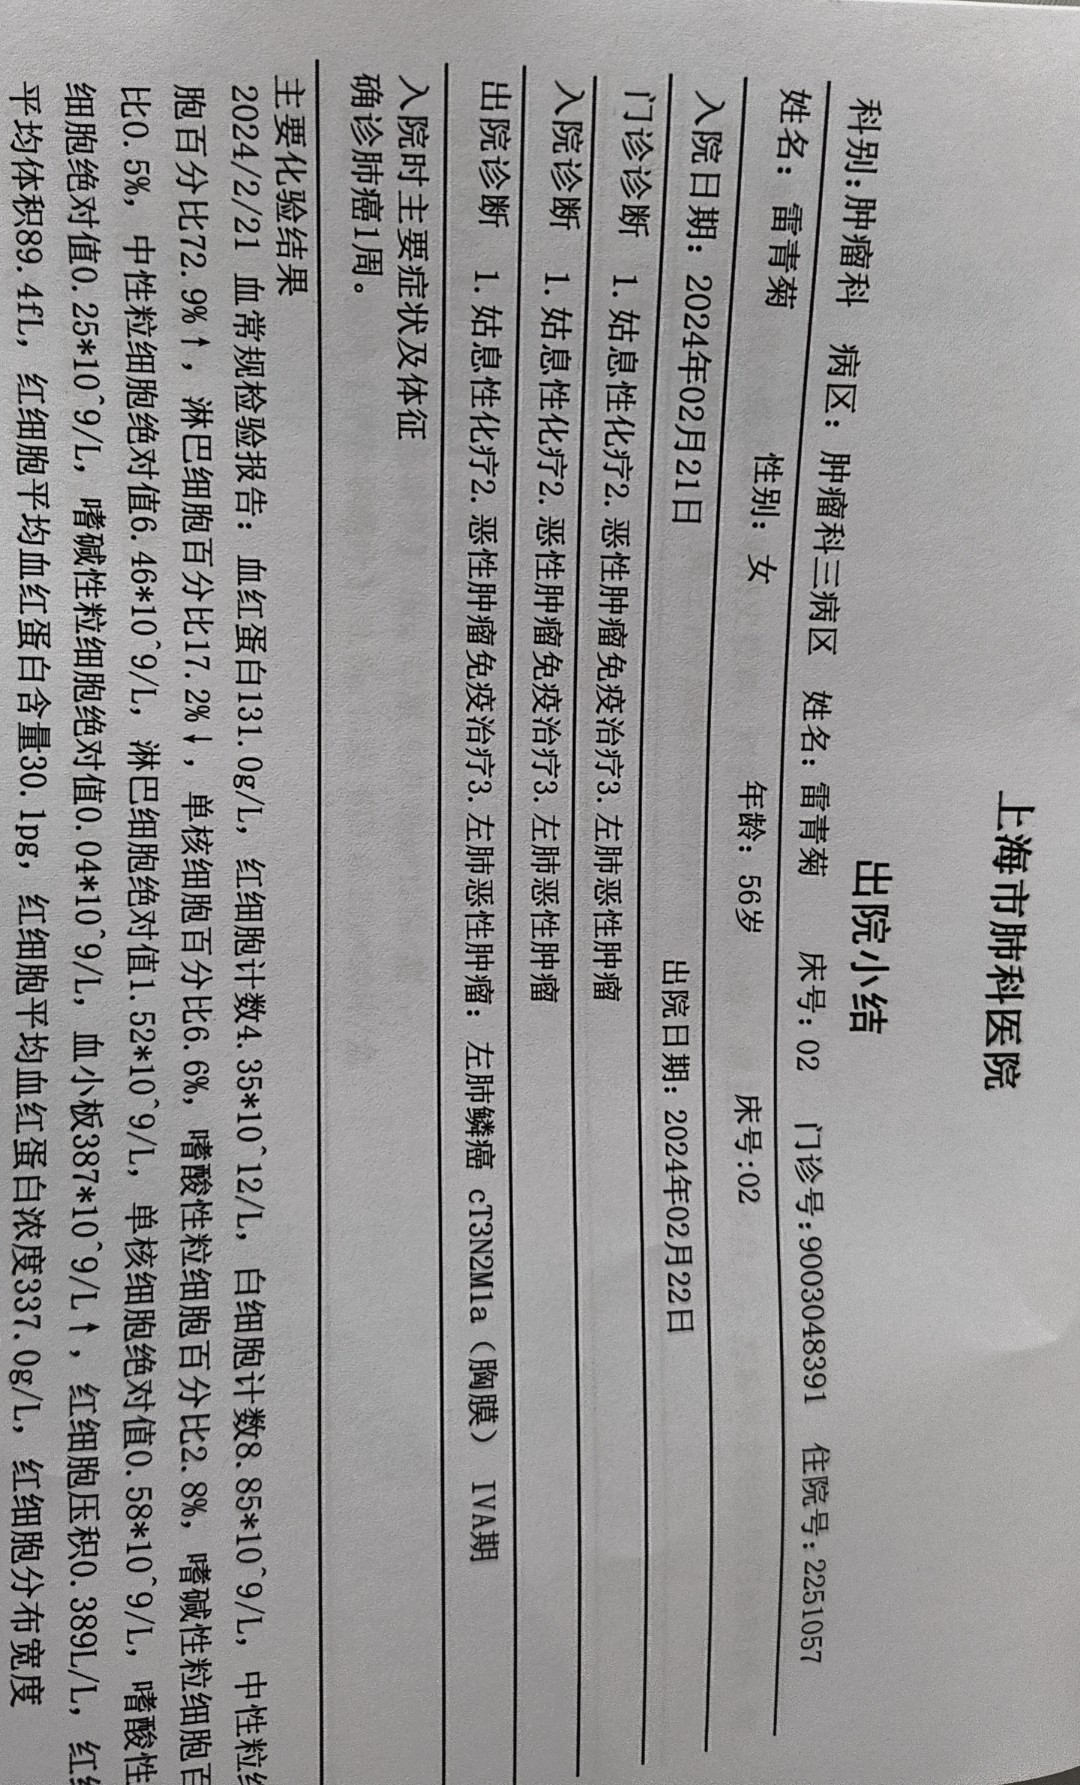 上海市肺科医院
出院小结
科别:肿瘤科 病区: 肿瘤科三病区 姓名: 雷青菊 床号: 02 门诊号:9003048391 住院号:2251057
姓名: 雷青菊 性别: 女 年龄: 56岁 床号:02
入院日期: 2024年02月21日 出院日期: 2024年02月22日
门诊诊断 1.姑息性化疗2.恶性肿瘤免疫治疗3.左肺恶性肿瘤
入院诊断 1.姑息性化疗2.恶性肿瘤免疫治疗3.左肺恶性肿瘤
出院诊断 1.姑息性化疗2.恶性肿瘤免疫治疗3.左肺恶性肿瘤: 左肺鳞癌 cT3N2M1a（胸膜） IVA期
入院时主要症状及体征
确诊肺癌1周。
主要化验结果
2024/2/21 血常规检验报告: 血红蛋白131.0g/L, 红细胞计数4.35*10^12/L, 白细胞计数8.85*10^9/L, 中性粒
胞百分比72.9%↑, 淋巴细胞百分比17.2%↓, 单核细胞百分比6.6%, 嗜酸性粒细胞百分比2.8%, 嗜碱性粒细胞百
比0.5%, 中性粒细胞绝对值6.46*10^9/L, 淋巴细胞绝对值1.52*10^9/L, 单核细胞绝对值0.58*10^9/L, 嗜酸性
细胞绝对值0.25*10^9/L, 嗜碱性粒细胞绝对值0.04*10^9/L, 血小板387*10^9/L↑, 红细胞压积0.389L/L, 红
平均体积89.4fL, 红细胞平均血红蛋白含量30.1pg, 红细胞平均血红蛋白浓度337.0g/L, 红细胞分布宽度